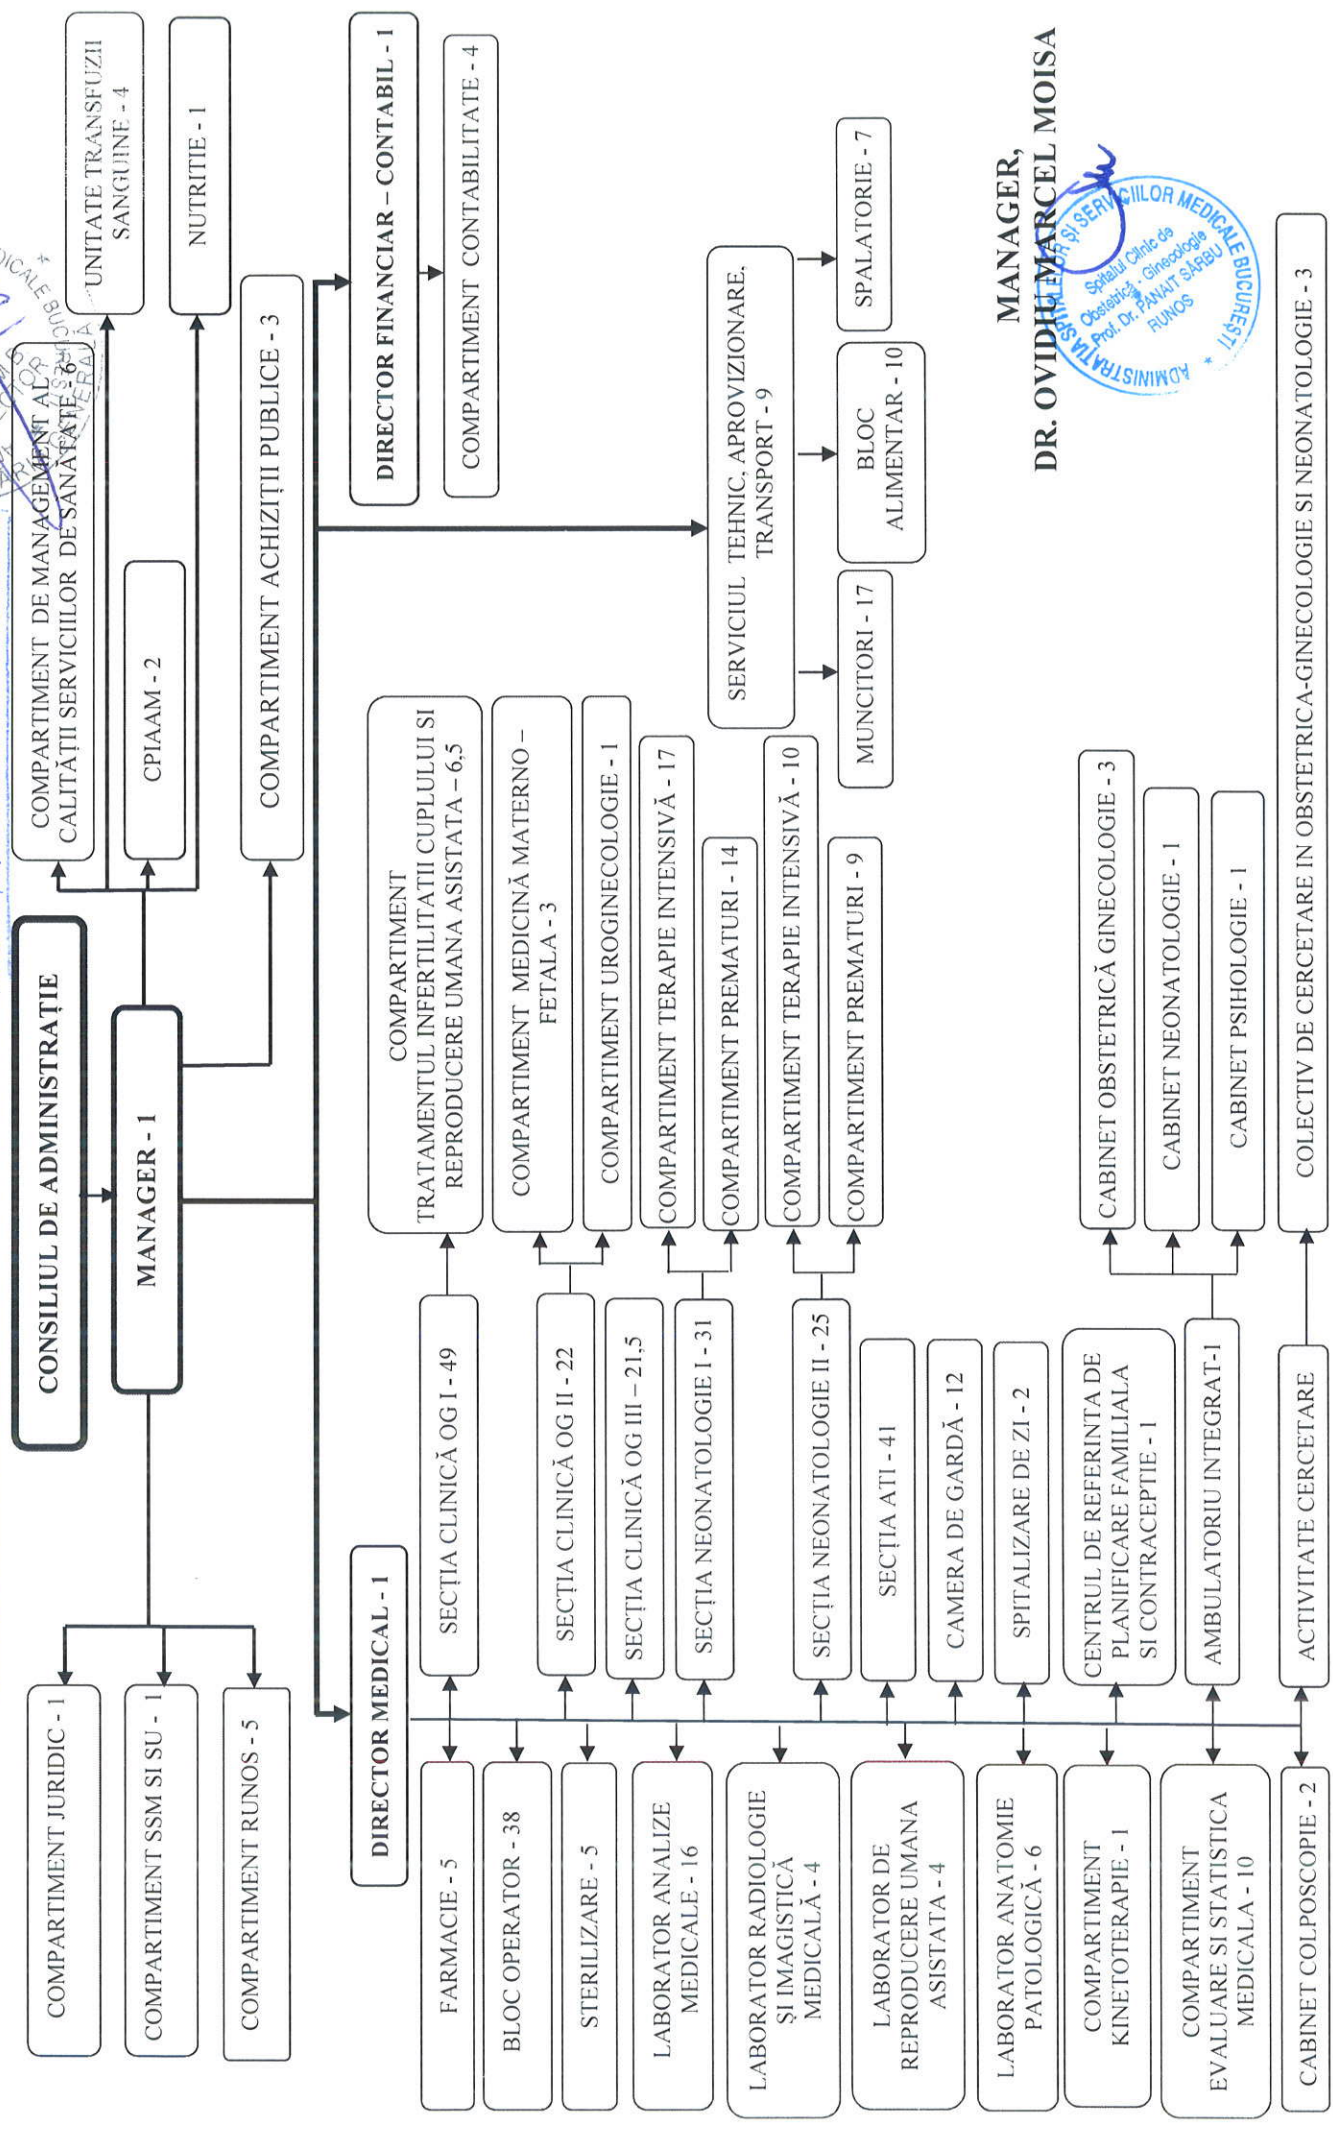 CONSILIUL DE ADMINISTRAȚIE
MANAGER - 1
COMPARTIMENT JURIDIC - 1
COMPARTIMENT SSM SI SU - 1
COMPARTIMENT RUNOS - 5
COMPARTIMENT DE MANAGEMENT AL
CALITĂȚII SERVICIILOR DE SĂNĂTATE - 6
UNITATE TRANSFUZII
SANGUINE - 4
CPIAAM - 2
NUTRITIE - 1
COMPARTIMENT ACHIZIȚII PUBLICE - 3
DIRECTOR MEDICAL - 1
DIRECTOR FINANCIAR – CONTABIL - 1
COMPARTIMENT CONTABILITATE - 4
FARMACIE - 5
BLOC OPERATOR - 38
STERILIZARE - 5
LABORATOR ANALIZE
MEDICALE - 16
LABORATOR RADIOLOGIE
ȘI IMAGISTICĂ
MEDICALĂ - 4
LABORATOR DE
REPRODUCERE UMANA
ASISTATA - 4
LABORATOR ANATOMIE
PATOLOGICĂ - 6
COMPARTIMENT
KINETOTERAPIE - 1
COMPARTIMENT
EVALUARE SI STATISTICA
MEDICALA - 10
CABINET COLPOSCOPIE - 2
SECȚIA CLINICĂ OG I - 49
SECȚIA CLINICĂ OG II - 22
SECȚIA CLINICĂ OG III – 21,5
SECȚIA NEONATOLOGIE I - 31
SECȚIA NEONATOLOGIE II - 25
SECȚIA ATI - 41
CAMERA DE GARDĂ - 12
SPITALIZARE DE ZI - 2
CENTRUL DE REFERINTA DE
PLANIFICARE FAMILIALA
SI CONTRACEPTIE - 1
AMBULATORIU INTEGRAT-1
ACTIVITATE CERCETARE
COMPARTIMENT
TRATAMENTUL INFERTILITATII CUPLULUI SI
REPRODUCERE UMANA ASISTATA – 6,5
COMPARTIMENT MEDICINĂ MATERNO –
FETALA - 3
COMPARTIMENT UROGINECOLOGIE - 1
COMPARTIMENT TERAPIE INTENSIVĂ - 17
COMPARTIMENT PREMATURI - 14
COMPARTIMENT TERAPIE INTENSIVĂ - 10
COMPARTIMENT PREMATURI - 9
CABINET OBSTETRICĂ GINECOLOGIE - 3
CABINET NEONATOLOGIE - 1
CABINET PSIHOLOGIE - 1
COLECTIV DE CERCETARE IN OBSTETRICA-GINECOLOGIE SI NEONATOLOGIE - 3
SERVICIUL TEHNIC, APROVIZIONARE,
TRANSPORT - 9
MUNCITORI - 17
BLOC
ALIMENTAR - 10
SPALATORIE - 7
MANAGER,
DR. OVIDIU MARCEL MOISA
ADMINISTRAȚIA SPITALELOR ȘI SERVICIILOR MEDICALE BUCUREȘTI
Spitalul Clinic de
Obstetrică - Ginecologie
Prof. Dr. PANAIT SÂRBU
RUNOS